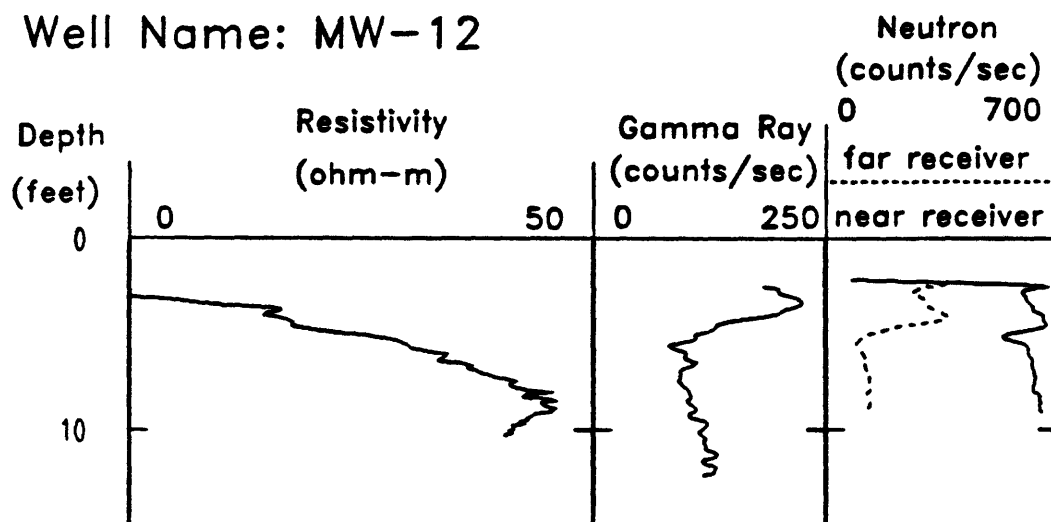 Well Name: MW-12
Neutron
(counts/sec)
0 700
far receiver
near receiver
Depth
(feet)
Resistivity
(ohm-m)
0 50
Gamma Ray
(counts/sec)
0 250
0
10